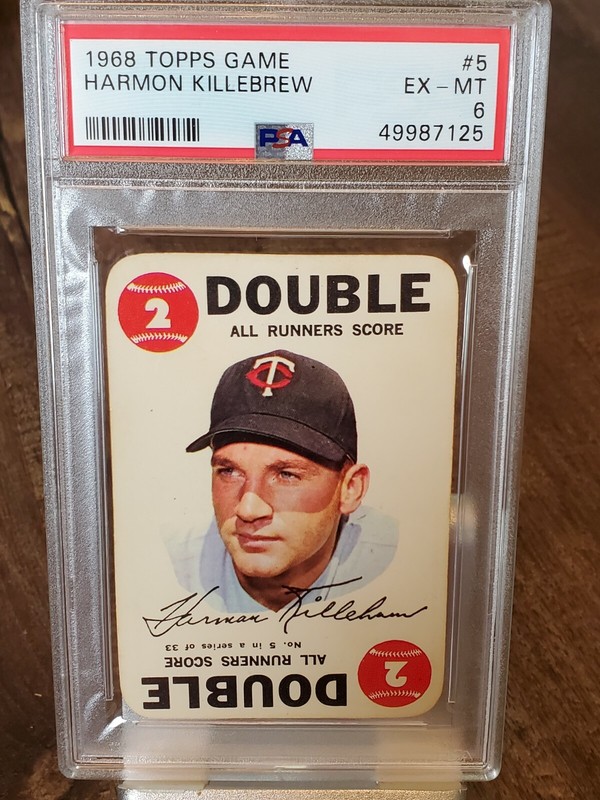 1968 TOPPS GAME #5
HARMON KILLEBREW EX - MT
6
PSA 49987125
2 DOUBLE
ALL RUNNERS SCORE
TC
Harmon Killebrew
No. 5 in a series of 33
ALL RUNNERS SCORE
2 DOUBLE